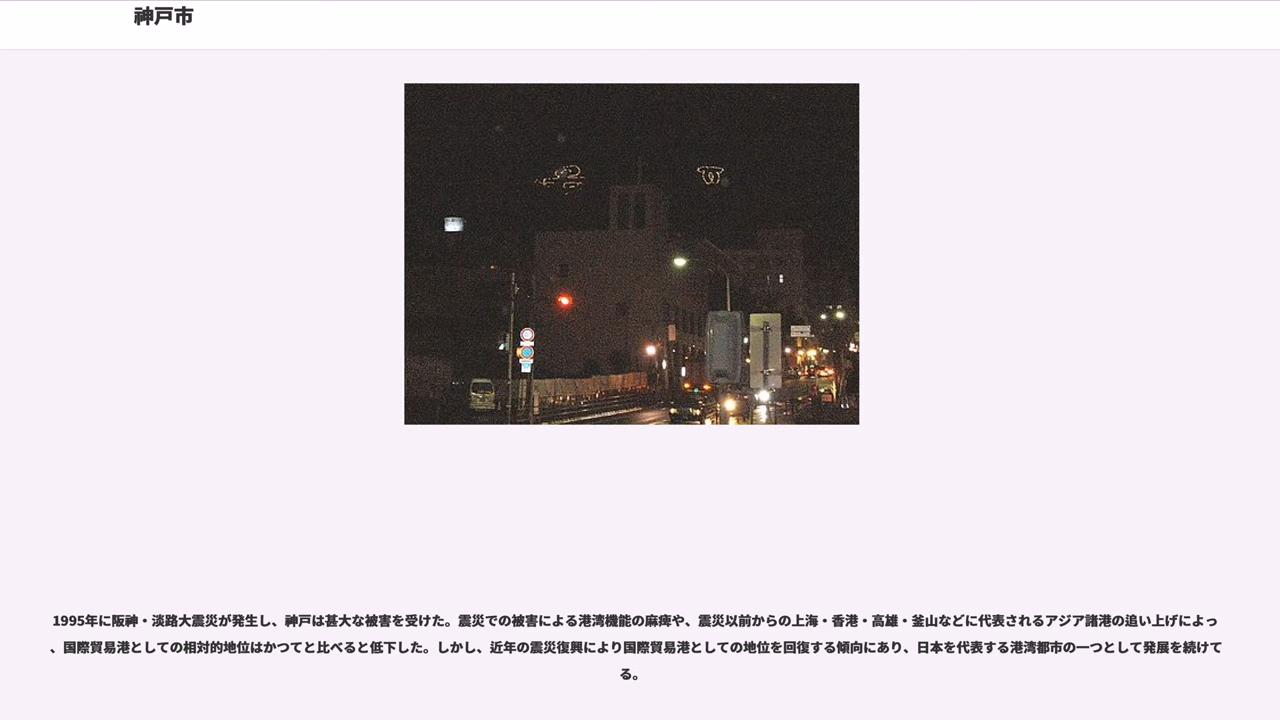 神戸市
1995年に阪神・淡路大震災が発生し、神戸は甚大な被害を受けた。震災での被害による港湾機能の麻痺や、震災以前からの上海・香港・高雄・釜山などに代表されるアジア諸港の追い上げによっ
、国際貿易港としての相対的地位はかつてと比べると低下した。しかし、近年の震災復興により国際貿易港としての地位を回復する傾向にあり、日本を代表する港湾都市の一つとして発展を続けて
る。